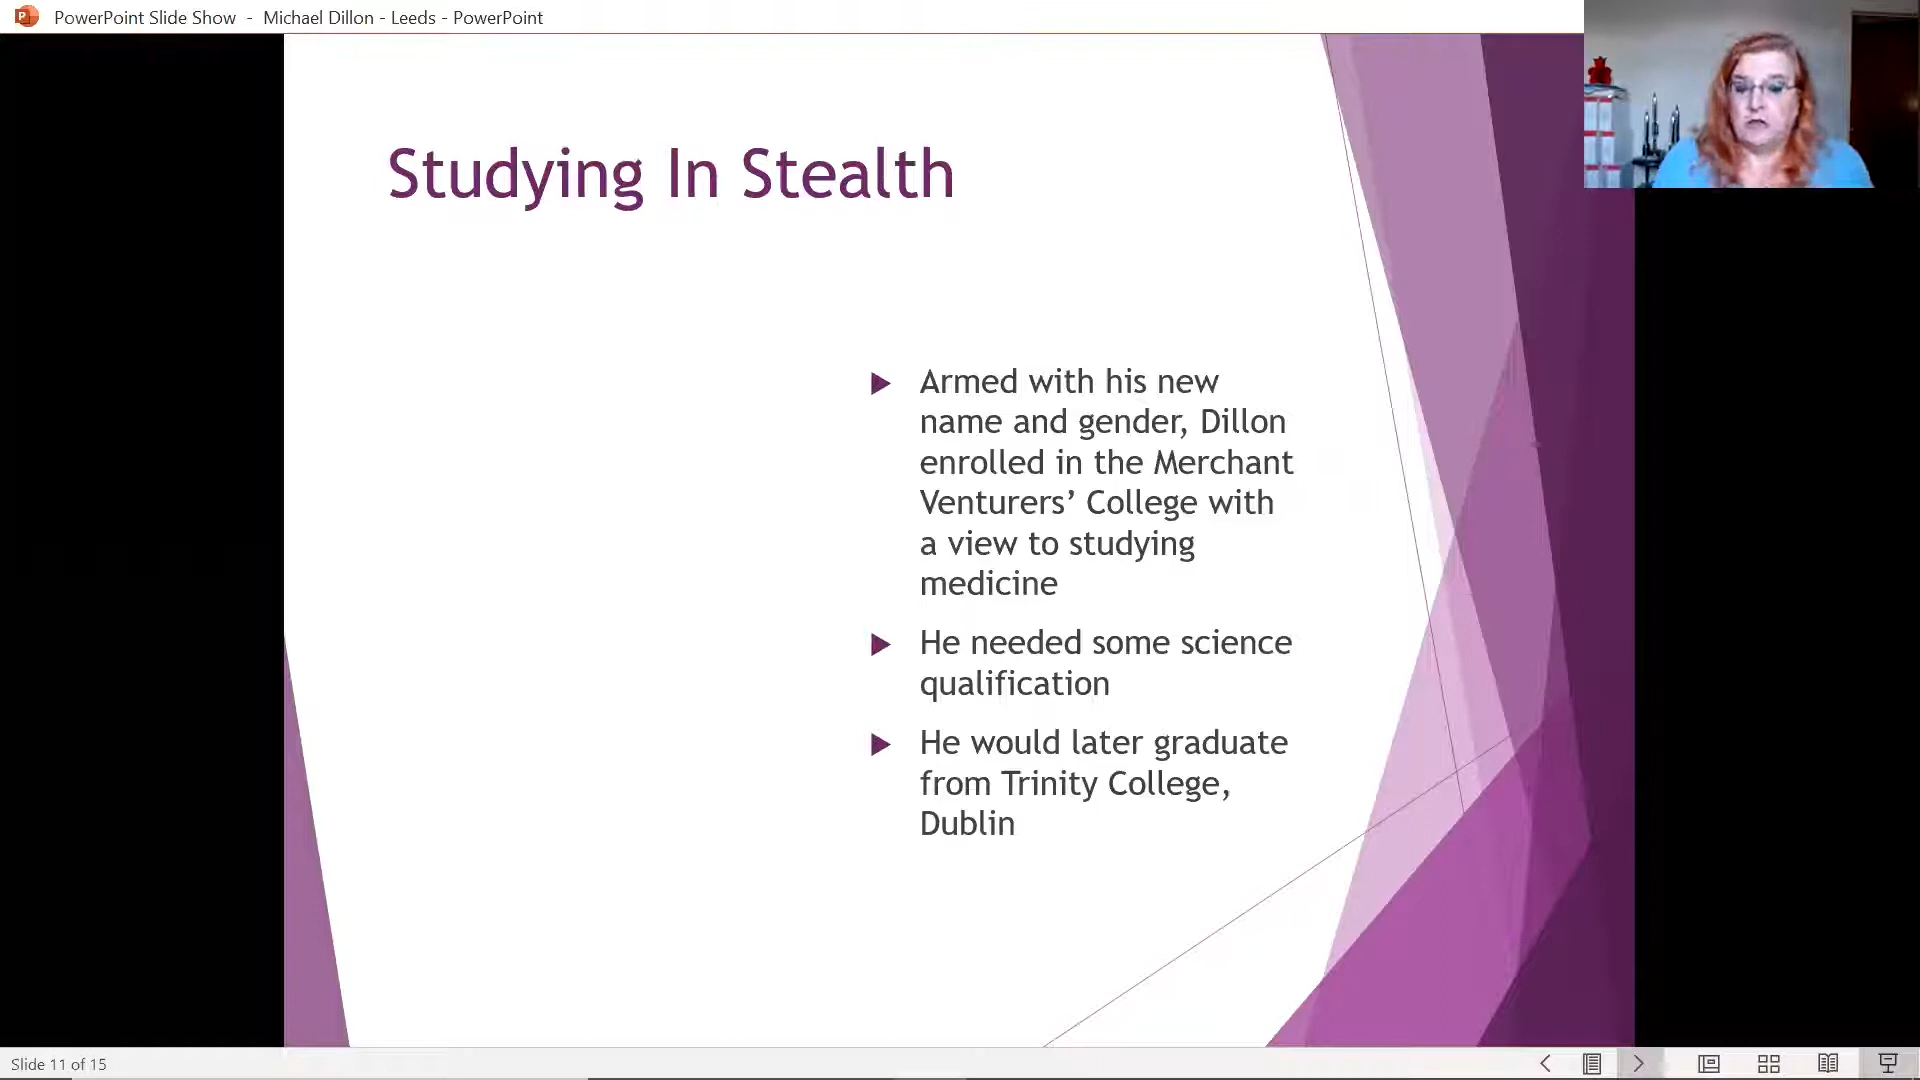 PowerPoint Slide Show - Michael Dillon - Leeds - PowerPoint
Studying In Stealth
Armed with his new
name and gender, Dillon
enrolled in the Merchant
Venturers’ College with
a view to studying
medicine
He needed some science
qualification
He would later graduate
from Trinity College,
Dublin
Slide 11 of 15